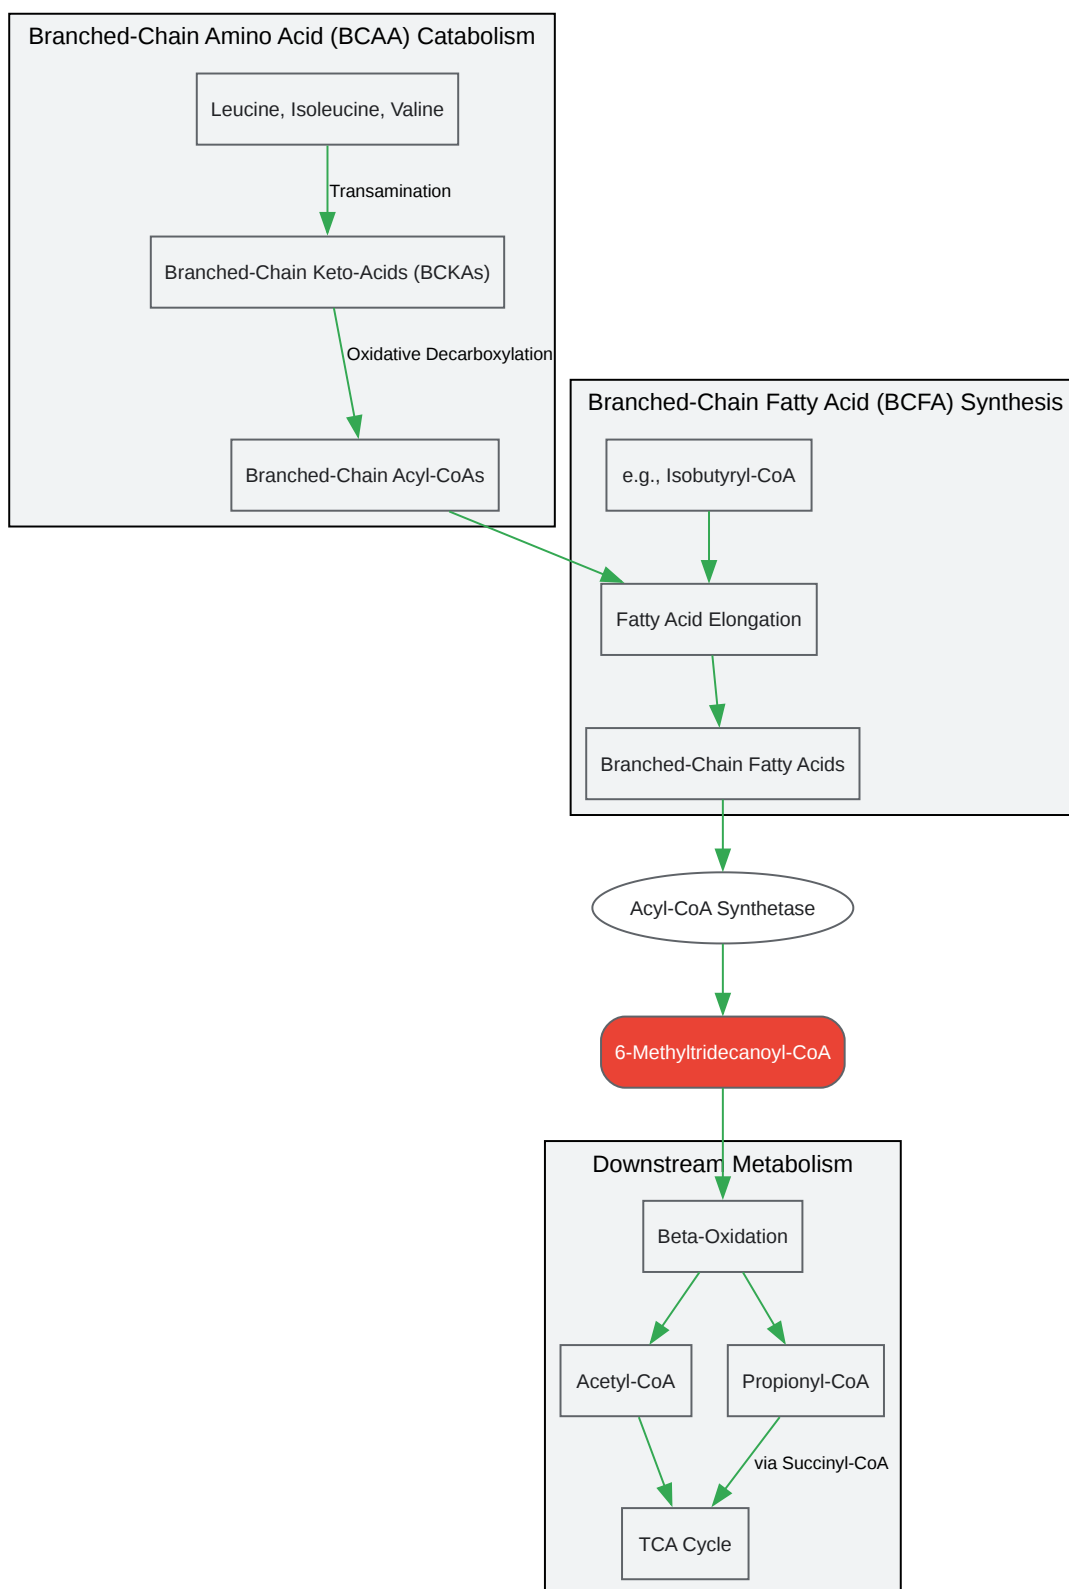 Branched-Chain Amino Acid (BCAA) Catabolism
Leucine, Isoleucine, Valine
Transamination
Branched-Chain Keto-Acids (BCKAs)
Oxidative Decarboxylation
Branched-Chain Acyl-CoAs
Branched-Chain Fatty Acid (BCFA) Synthesis
e.g., Isobutyryl-CoA
Fatty Acid Elongation
Branched-Chain Fatty Acids
Acyl-CoA Synthetase
6-Methyltridecanoyl-CoA
Downstream Metabolism
Beta-Oxidation
Acetyl-CoA
Propionyl-CoA
via Succinyl-CoA
TCA Cycle